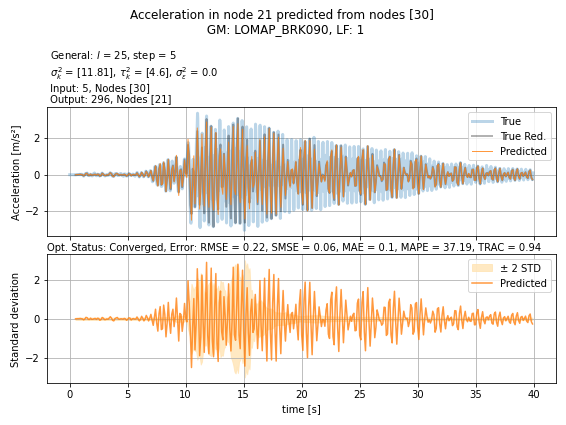 Acceleration in node 21 predicted from nodes [30]
GM: LOMAP_BRK090, LF: 1
General: l = 25, step = 5
σ²ₖ = [11.81], τ²ₖ = [4.6], σ²ε = 0.0
Input: 5, Nodes [30]
Output: 296, Nodes [21]
Acceleration [m/s²]
2
0
−2
True
True Red.
Predicted
Opt. Status: Converged, Error: RMSE = 0.22, SMSE = 0.06, MAE = 0.1, MAPE = 37.19, TRAC = 0.94
Standard deviation
2
0
−2
± 2 STD
Predicted
0 5 10 15 20 25 30 35 40
time [s]